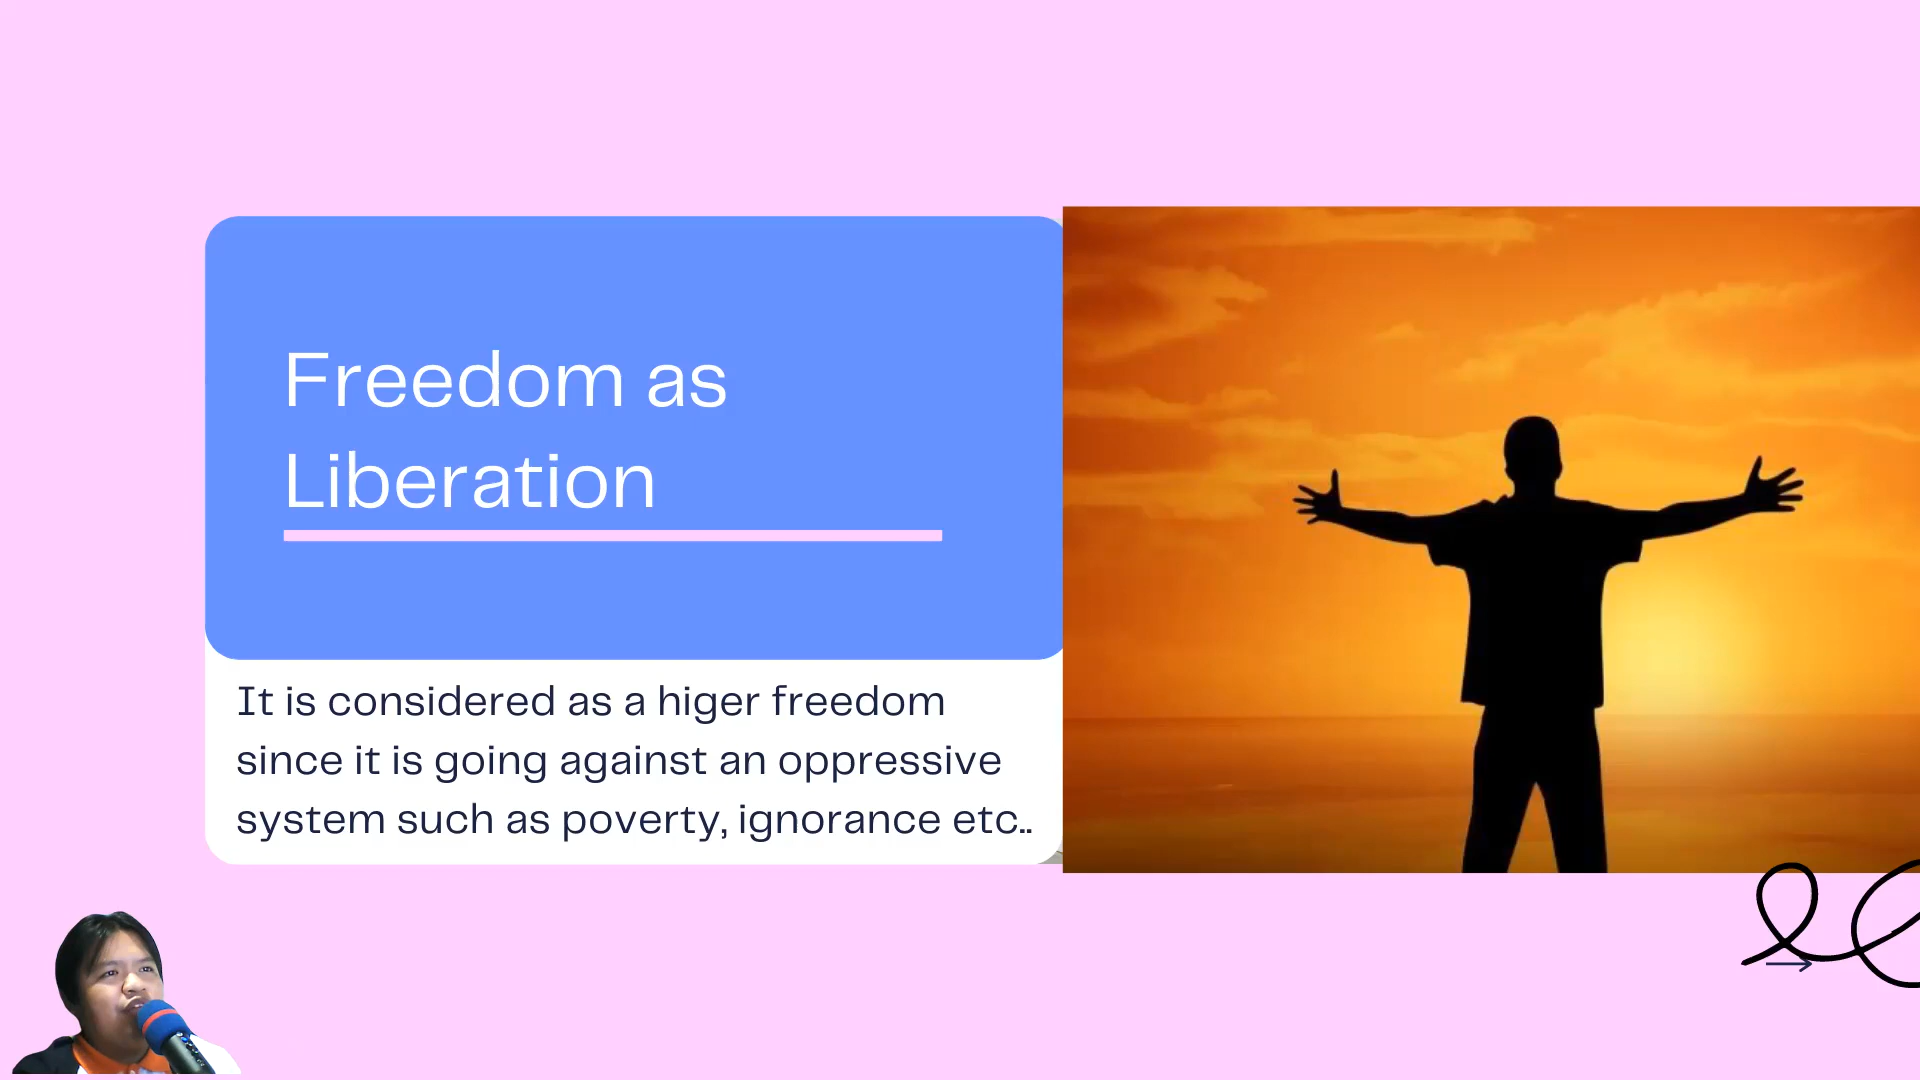 Freedom as
Liberation
It is considered as a higer freedom
since it is going against an oppressive
system such as poverty, ignorance etc..